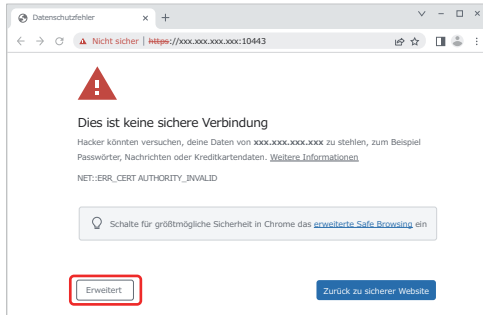 Datenschutzfehler
Nicht sicher | https://xxx.xxx.xxx.xxx:10443
Dies ist keine sichere Verbindung
Hacker könnten versuchen, deine Daten von xxx.xxx.xxx.xxx zu stehlen, zum Beispiel
Passwörter, Nachrichten oder Kreditkartendaten. Weitere Informationen
NET::ERR_CERT AUTHORITY_INVALID
Schalte für größtmögliche Sicherheit in Chrome das erweiterte Safe Browsing ein
Erweitert
Zurück zu sicherer Website